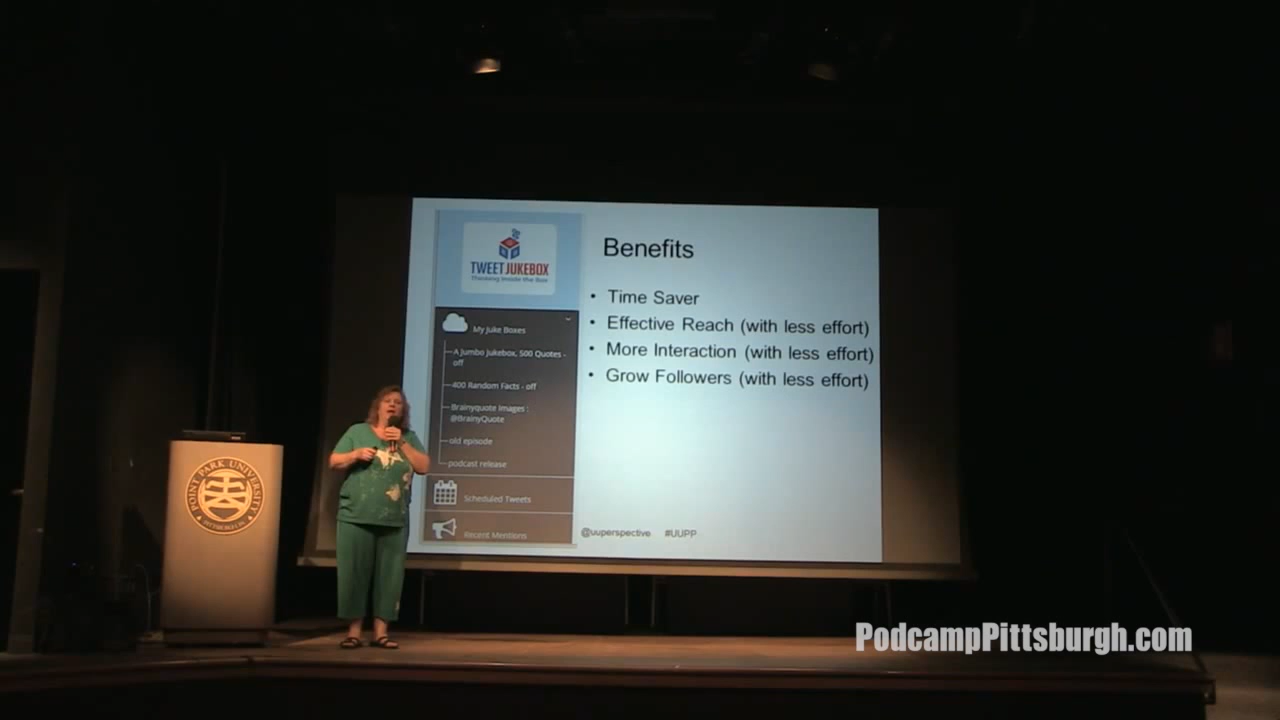 TWEET JUKEBOX
Thinking Inside the Box
My Juke Boxes
A Jumbo Jukebox, 500 Quotes -
off
400 Random Facts - off
Brainyquote Images :
@BrainyQuote
old episode
podcast release
Scheduled Tweets
Recent Mentions
Benefits
• Time Saver
• Effective Reach (with less effort)
• More Interaction (with less effort)
• Grow Followers (with less effort)
@uuperspective #UUPP
POINT PARK UNIVERSITY
PITTSBURGH
PodcampPittsburgh.com